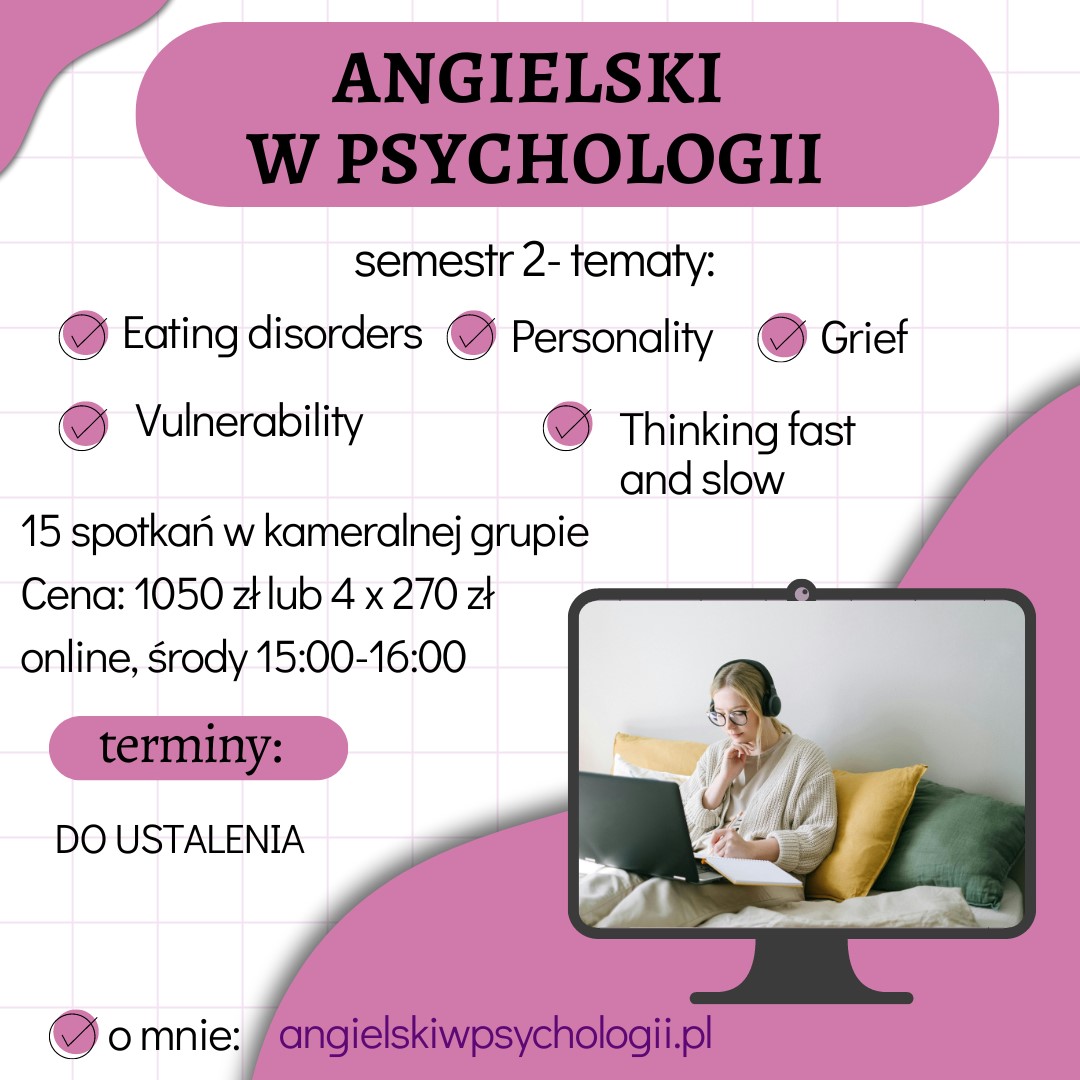 ANGIELSKI
W PSYCHOLOGII
semestr 2- tematy:
Eating disorders
Personality
Grief
Vulnerability
Thinking fast
and slow
15 spotkań w kameralnej grupie
Cena: 1050 zł lub 4 x 270 zł
online, środy 15:00-16:00
terminy:
DO USTALENIA
o mnie: angielskiwpsychologii.pl